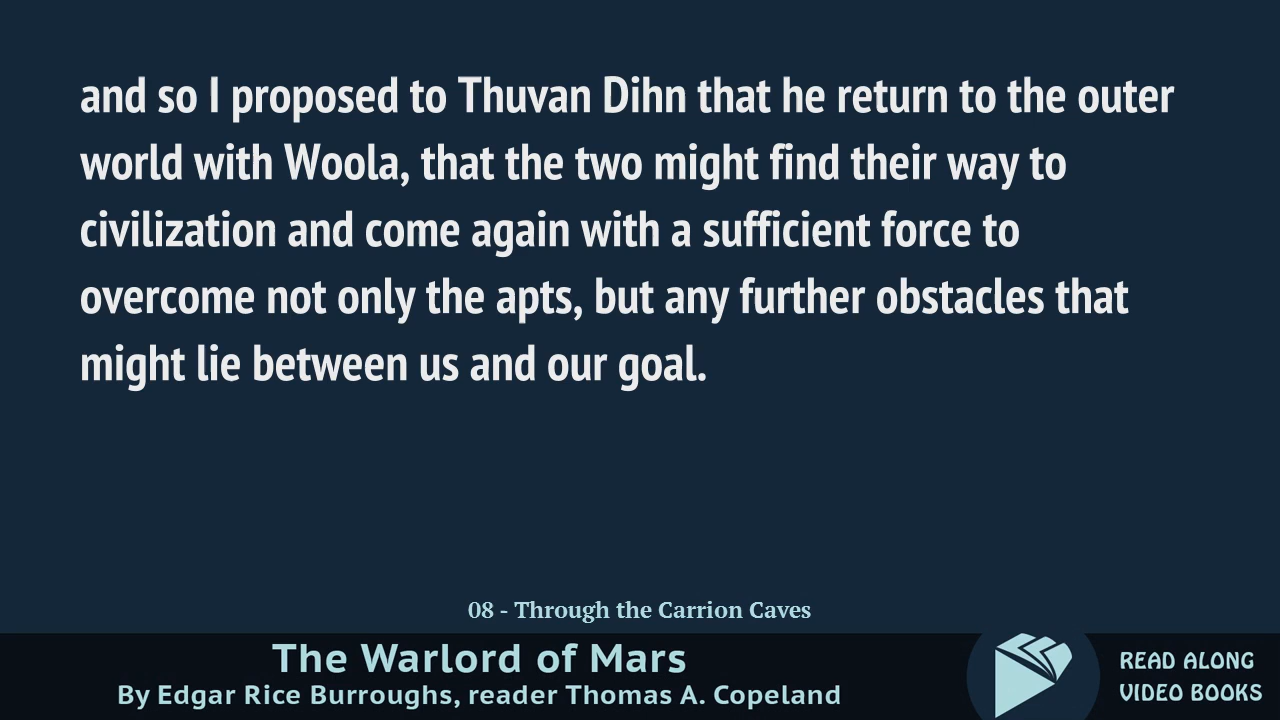 and so I proposed to Thuvan Dihn that he return to the outer
world with Woola, that the two might find their way to
civilization and come again with a sufficient force to
overcome not only the apts, but any further obstacles that
might lie between us and our goal.
08 - Through the Carrion Caves
The Warlord of Mars
By Edgar Rice Burroughs, reader Thomas A. Copeland
READ ALONG
VIDEO BOOKS